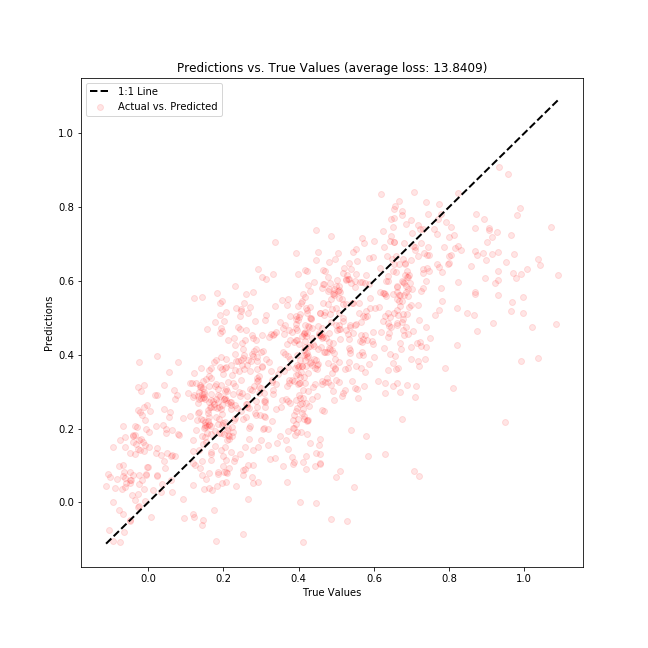 Predictions vs. True Values (average loss: 13.8409)
1:1 Line
Actual vs. Predicted
1.0
0.8
0.6
0.4
0.2
0.0
Predictions
0.0 0.2 0.4 0.6 0.8 1.0
True Values